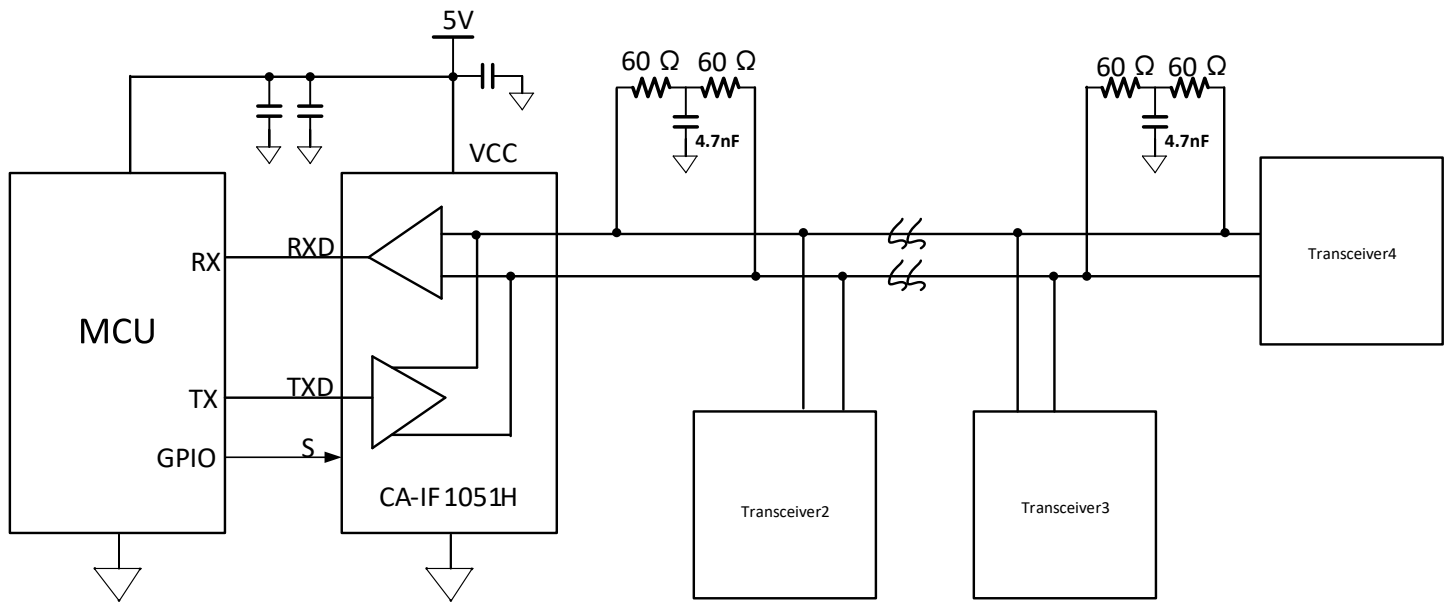 5V
60 Ω 60 Ω
60 Ω 60 Ω
4.7nF
4.7nF
VCC
RX
RXD
MCU
TX
TXD
GPIO
S
CA-IF1051H
Transceiver2
Transceiver3
Transceiver4